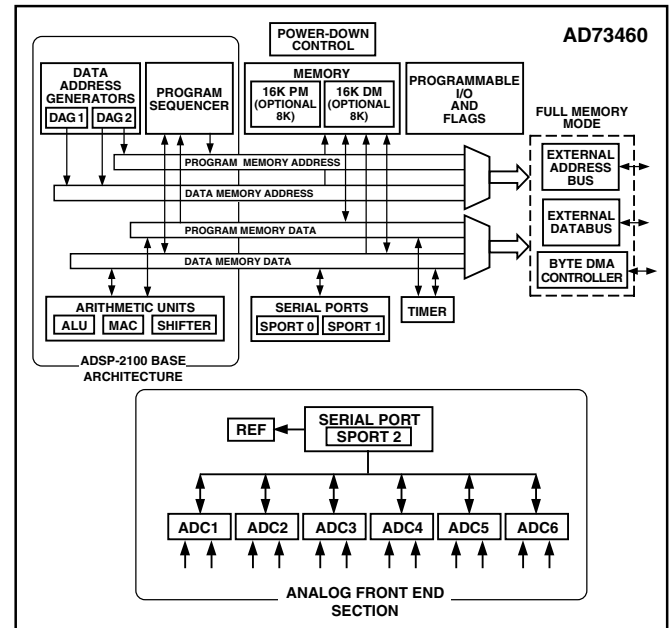 AD73460
POWER-DOWN
CONTROL
DATA
ADDRESS
GENERATORS
DAG 1
DAG 2
PROGRAM
SEQUENCER
MEMORY
16K PM
(OPTIONAL
8K)
16K DM
(OPTIONAL
8K)
PROGRAMMABLE
I/O
AND
FLAGS
FULL MEMORY
MODE
EXTERNAL
ADDRESS
BUS
EXTERNAL
DATABUS
BYTE DMA
CONTROLLER
PROGRAM MEMORY ADDRESS
DATA MEMORY ADDRESS
PROGRAM MEMORY DATA
DATA MEMORY DATA
ARITHMETIC UNITS
ALU
MAC
SHIFTER
SERIAL PORTS
SPORT 0
SPORT 1
TIMER
ADSP-2100 BASE
ARCHITECTURE
REF
SERIAL PORT
SPORT 2
ADC1
ADC2
ADC3
ADC4
ADC5
ADC6
ANALOG FRONT END
SECTION